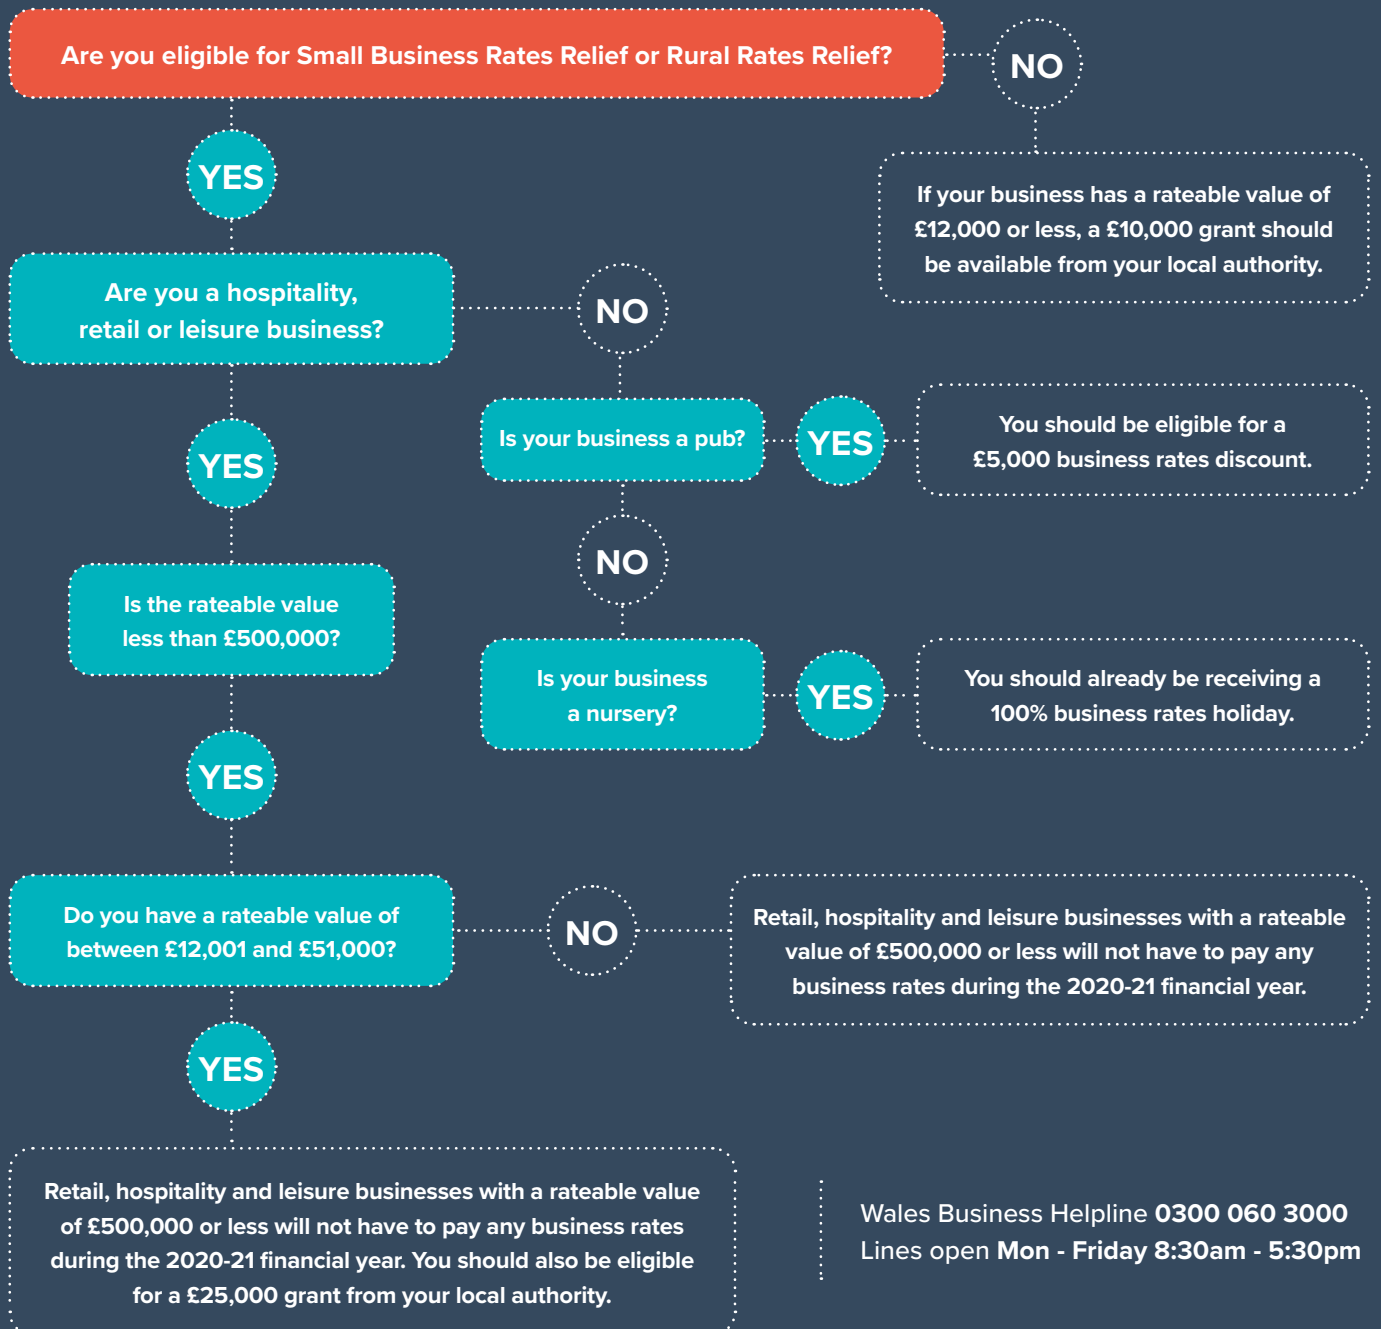 Are you eligible for Small Business Rates Relief or Rural Rates Relief?
NO
YES
If your business has a rateable value of
£12,000 or less, a £10,000 grant should
be available from your local authority.
Are you a hospitality,
retail or leisure business?
NO
YES
Is your business a pub?
YES
You should be eligible for a
£5,000 business rates discount.
NO
Is the rateable value
less than £500,000?
Is your business
a nursery?
YES
You should already be receiving a
100% business rates holiday.
YES
Do you have a rateable value of
between £12,001 and £51,000?
NO
Retail, hospitality and leisure businesses with a rateable
value of £500,000 or less will not have to pay any
business rates during the 2020-21 financial year.
YES
Retail, hospitality and leisure businesses with a rateable value
of £500,000 or less will not have to pay any business rates
during the 2020-21 financial year. You should also be eligible
for a £25,000 grant from your local authority.
Wales Business Helpline 0300 060 3000
Lines open Mon - Friday 8:30am - 5:30pm